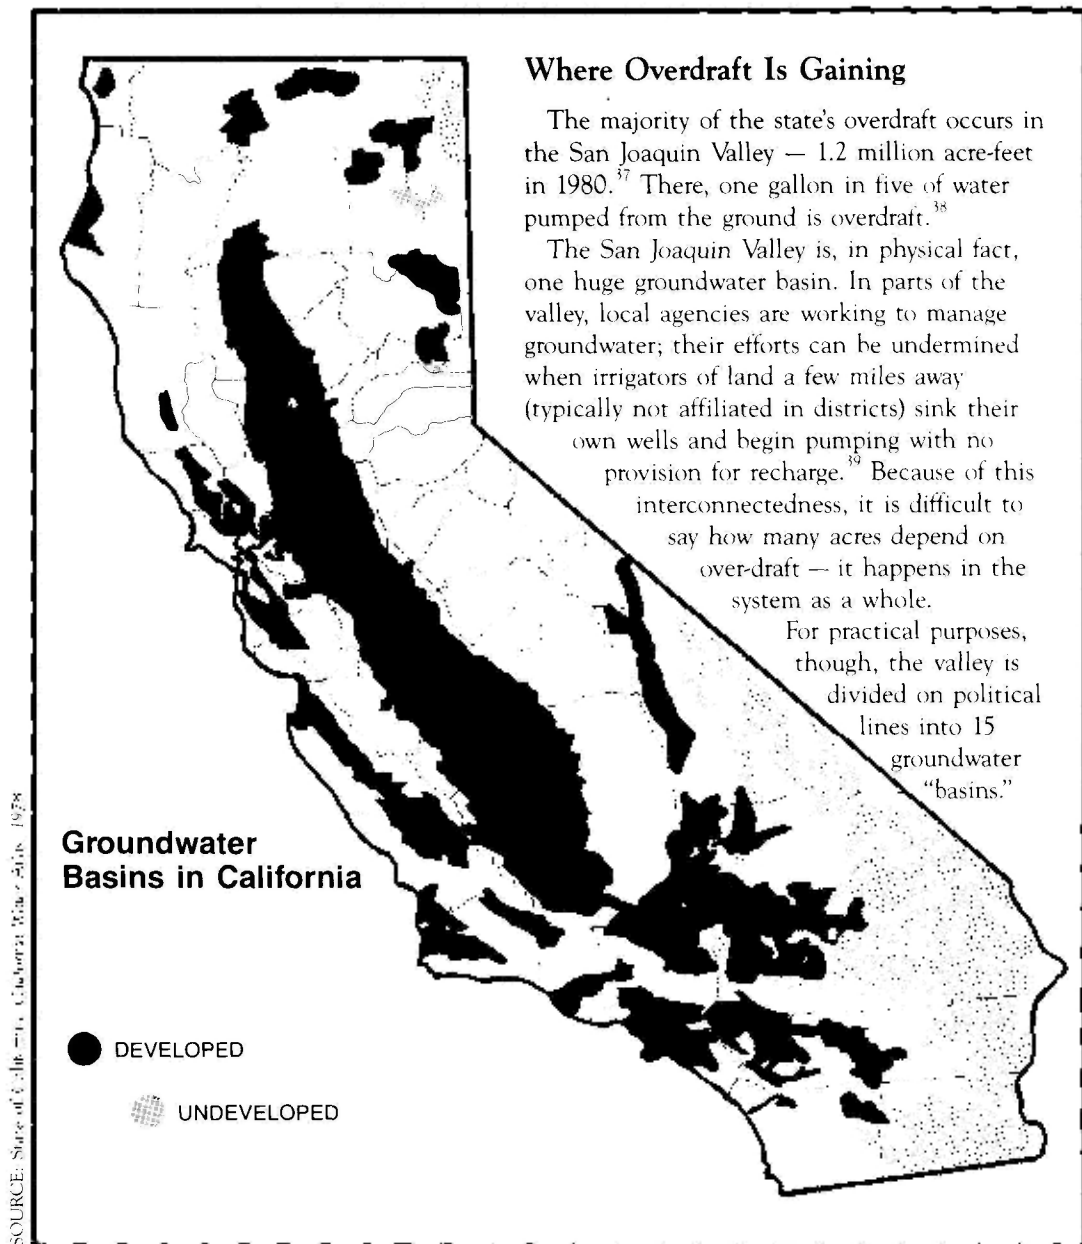 Where Overdraft Is Gaining
The majority of the state's overdraft occurs in
the San Joaquin Valley — 1.2 million acre-feet
in 1980.37 There, one gallon in five of water
pumped from the ground is overdraft.38
The San Joaquin Valley is, in physical fact,
one huge groundwater basin. In parts of the
valley, local agencies are working to manage
groundwater; their efforts can be undermined
when irrigators of land a few miles away
(typically not affiliated in districts) sink their
own wells and begin pumping with no
provision for recharge.39 Because of this
interconnectedness, it is difficult to
say how many acres depend on
over-draft — it happens in the
system as a whole.
For practical purposes,
though, the valley is
divided on political
lines into 15
groundwater
"basins."
Groundwater
Basins in California
DEVELOPED
UNDEVELOPED
SOURCE: State of California, California Water Atlas